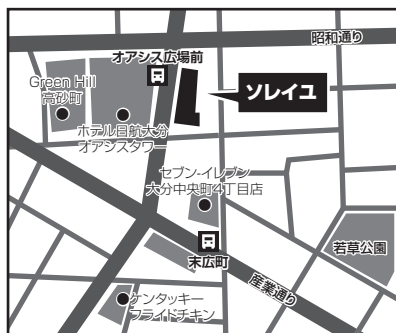 昭和通り
オアシス広場前
Green Hill
高砂町
ソレイユ
ホテル日航大分
オアシスタワー
セブン-イレブン
大分中央町4丁目店
末広町
若草公園
産業通り
ケンタッキー
フライドチキン